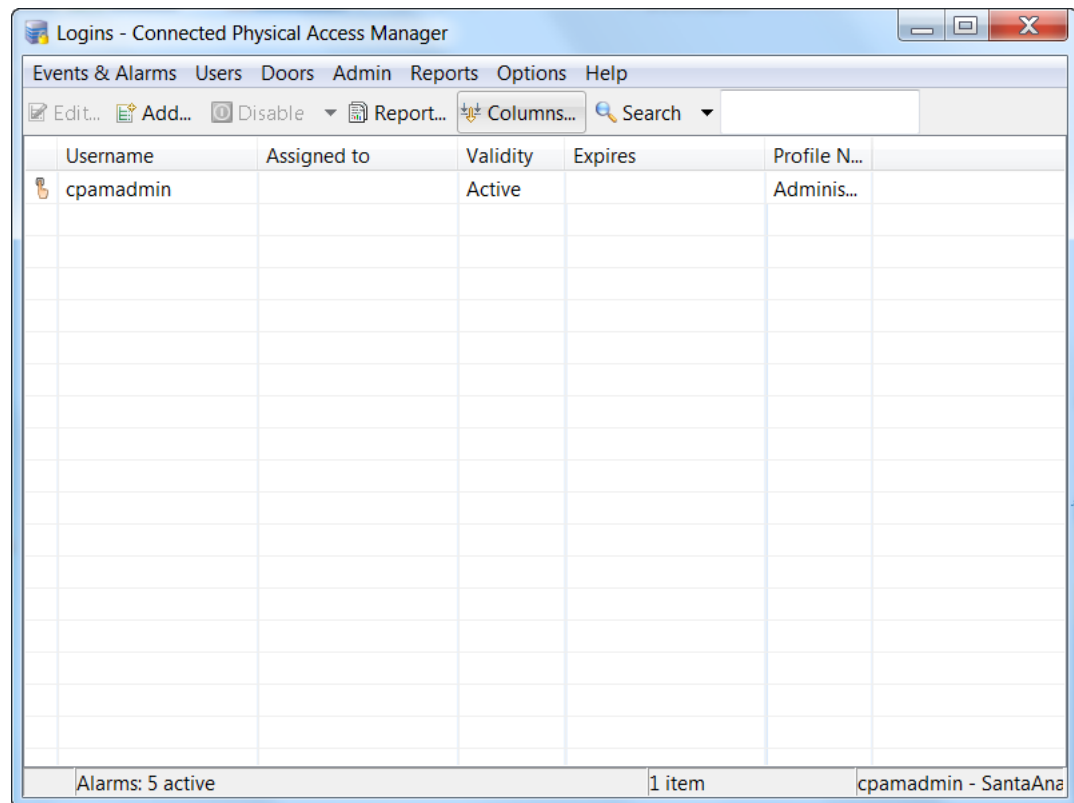 Logins - Connected Physical Access Manager
Events & Alarms Users Doors Admin Reports Options Help
Edit... Add... Disable Report... Columns... Search
Username Assigned to Validity Expires Profile N...
cpamadmin Active Adminis...
Alarms: 5 active 1 item cpamadmin - SantaAna